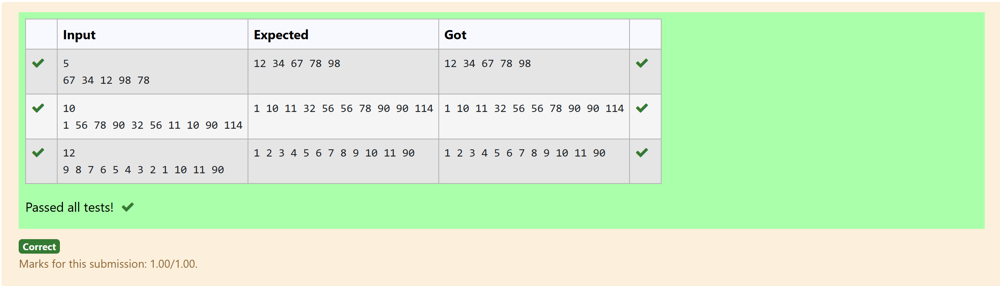 Input Expected Got
5 12 34 67 78 98 12 34 67 78 98
67 34 12 98 78
10 1 10 11 32 56 56 78 90 90 114 1 10 11 32 56 56 78 90 90 114
1 56 78 90 32 56 11 10 90 114
12 1 2 3 4 5 6 7 8 9 10 11 90 1 2 3 4 5 6 7 8 9 10 11 90
9 8 7 6 5 4 3 2 1 10 11 90
Passed all tests!
Correct
Marks for this submission: 1.00/1.00.